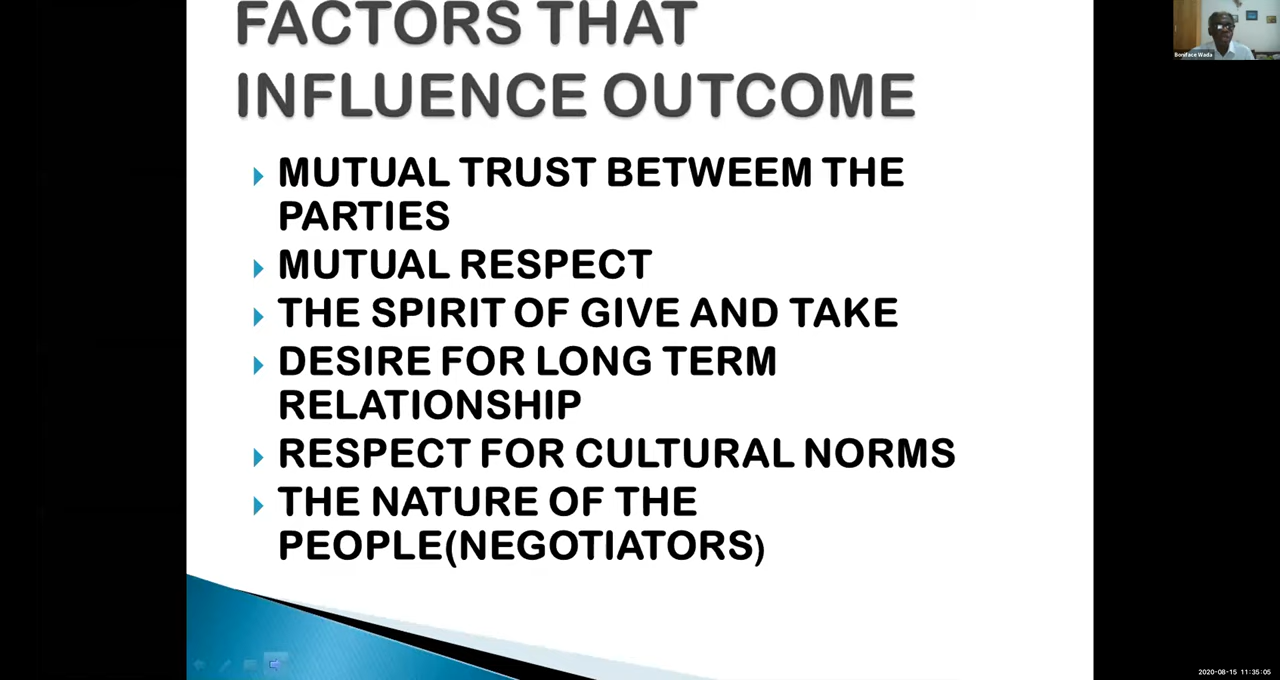 FACTORS THAT
INFLUENCE OUTCOME
MUTUAL TRUST BETWEEM THE
PARTIES
MUTUAL RESPECT
THE SPIRIT OF GIVE AND TAKE
DESIRE FOR LONG TERM
RELATIONSHIP
RESPECT FOR CULTURAL NORMS
THE NATURE OF THE
PEOPLE(NEGOTIATORS)
Boniface Wada
2020-08-15 11:35:05